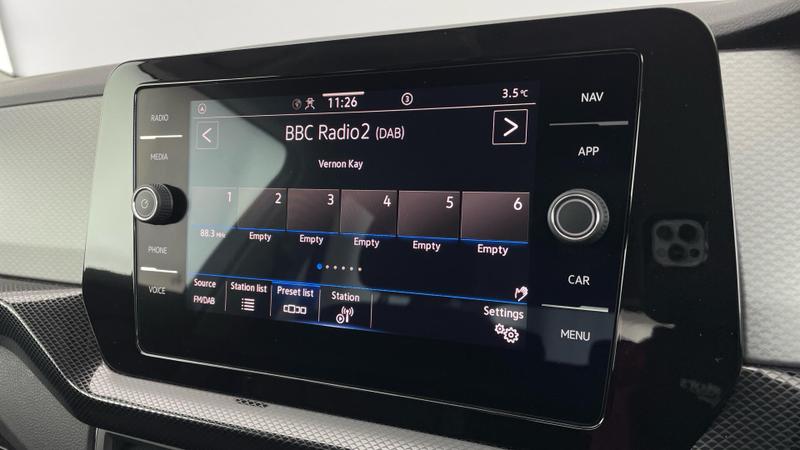 RADIO
MEDIA
PHONE
VOICE
11:26
3
3.5°C
BBC Radio2 (DAB)
Vernon Kay
1 2 3 4 5 6
88.3 MHz Empty Empty Empty Empty Empty
Source
FM/DAB
Station list
Preset list
Station
Settings
NAV
APP
CAR
MENU